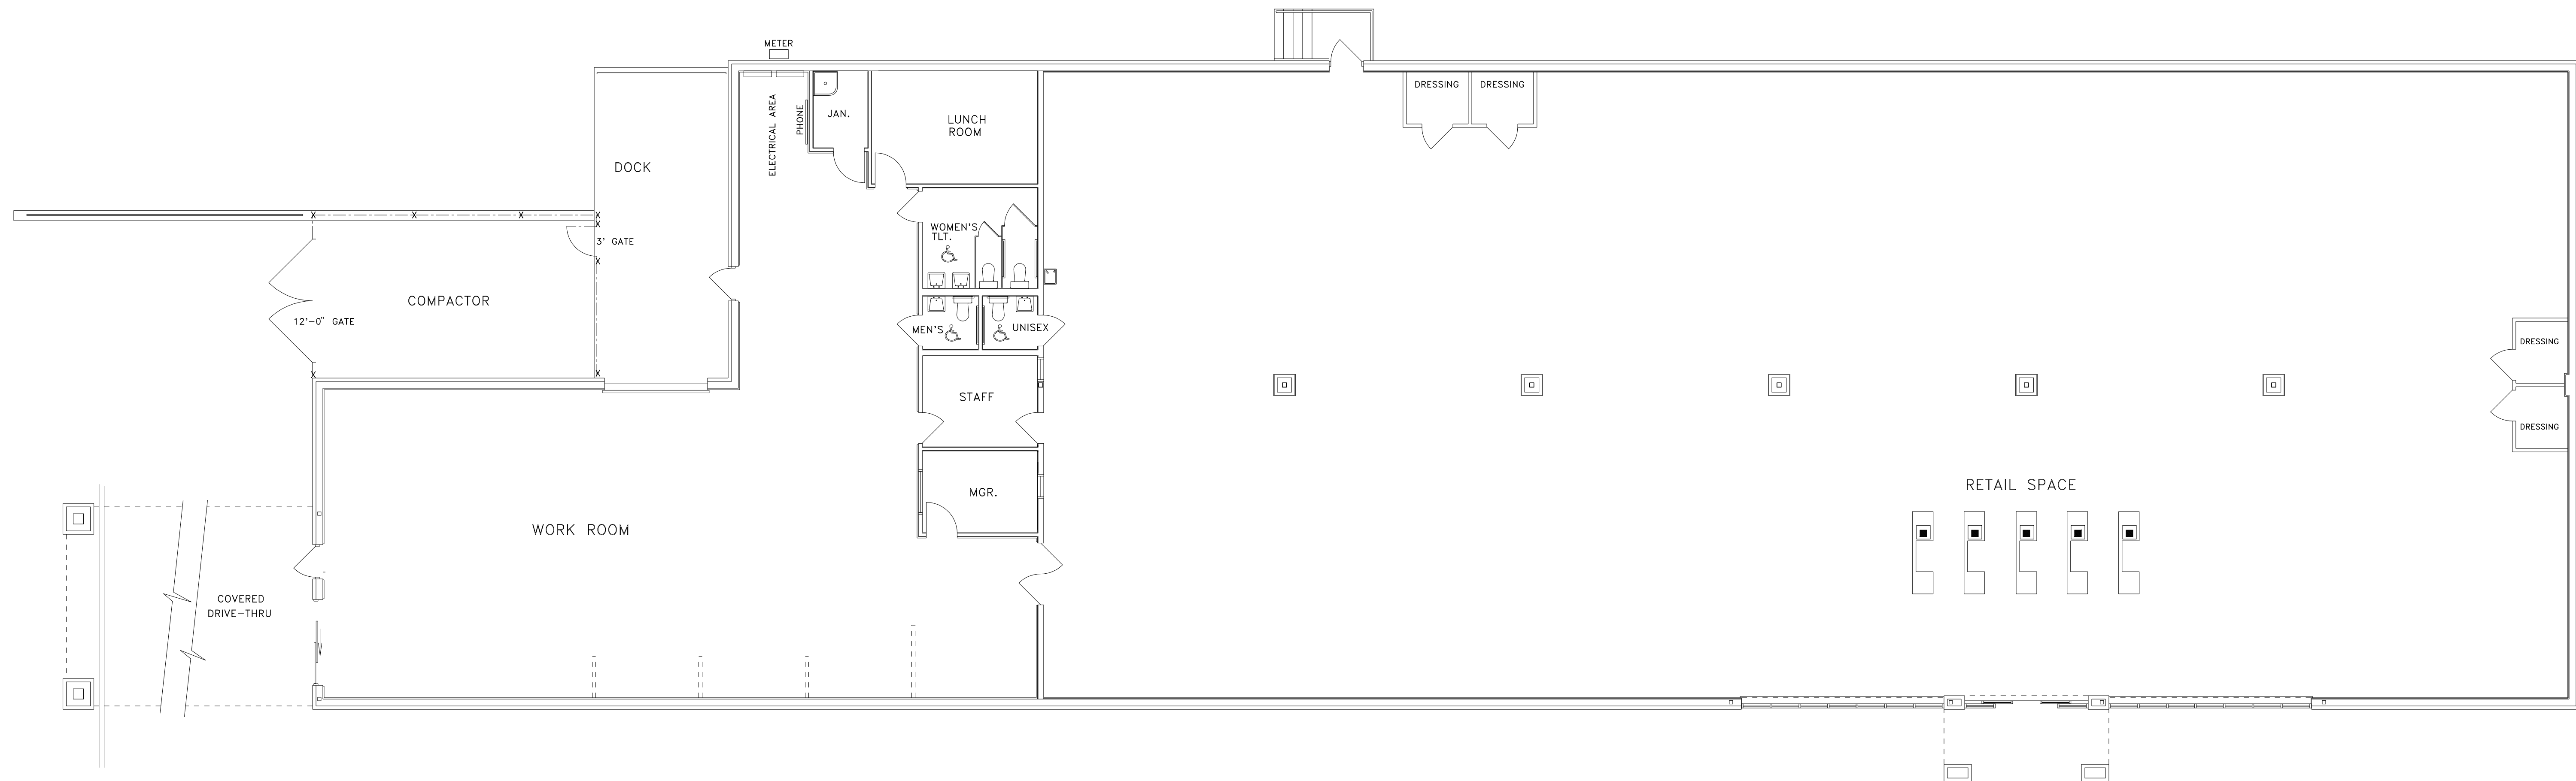 METER
ELECTRICAL AREA
PHONE
JAN.
LUNCH
ROOM
DRESSING
DRESSING
DOCK
3' GATE
WOMEN'S
TLT.
COMPACTOR
12'-0" GATE
MEN'S
UNISEX
DRESSING
STAFF
DRESSING
RETAIL SPACE
MGR.
WORK ROOM
COVERED
DRIVE-THRU
X
X
X
X
X
X
X
X